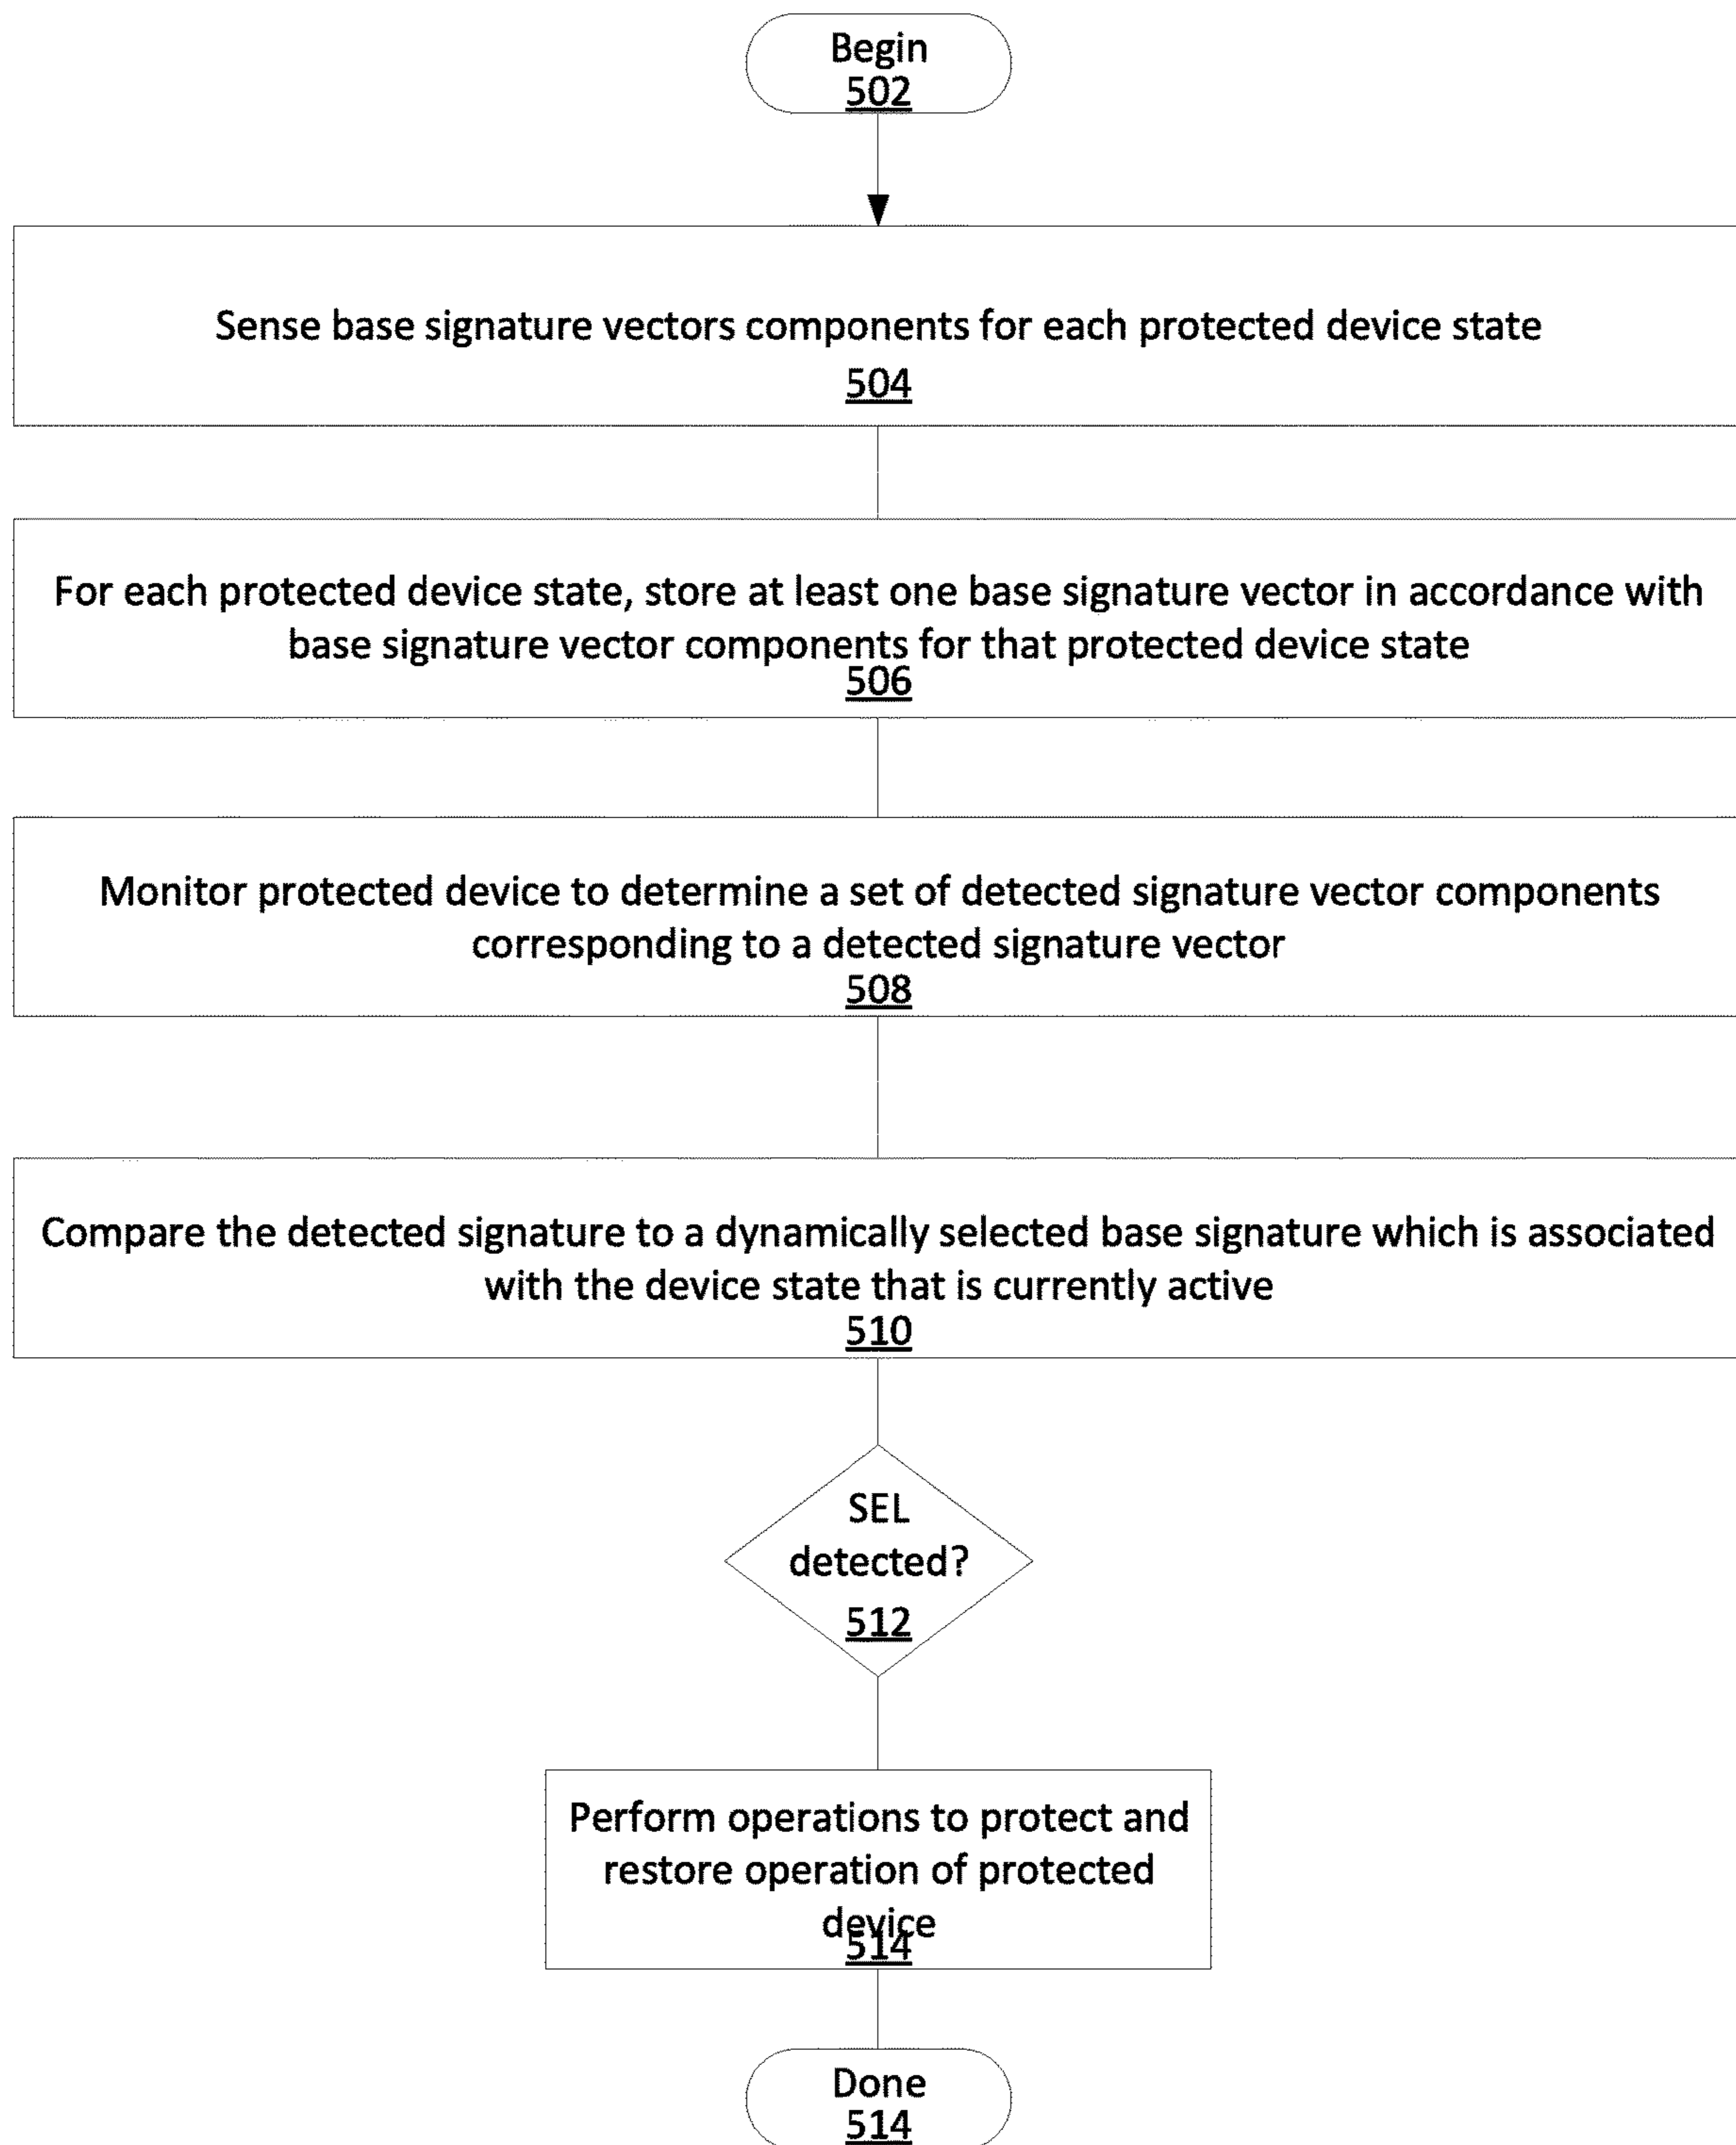 Begin
502
Sense base signature vectors components for each protected device state
504
For each protected device state, store at least one base signature vector in accordance with
base signature vector components for that protected device state
506
Monitor protected device to determine a set of detected signature vector components
corresponding to a detected signature vector
508
Compare the detected signature to a dynamically selected base signature which is associated
with the device state that is currently active
510
SEL
detected?
512
Perform operations to protect and
restore operation of protected
device
514
Done
514